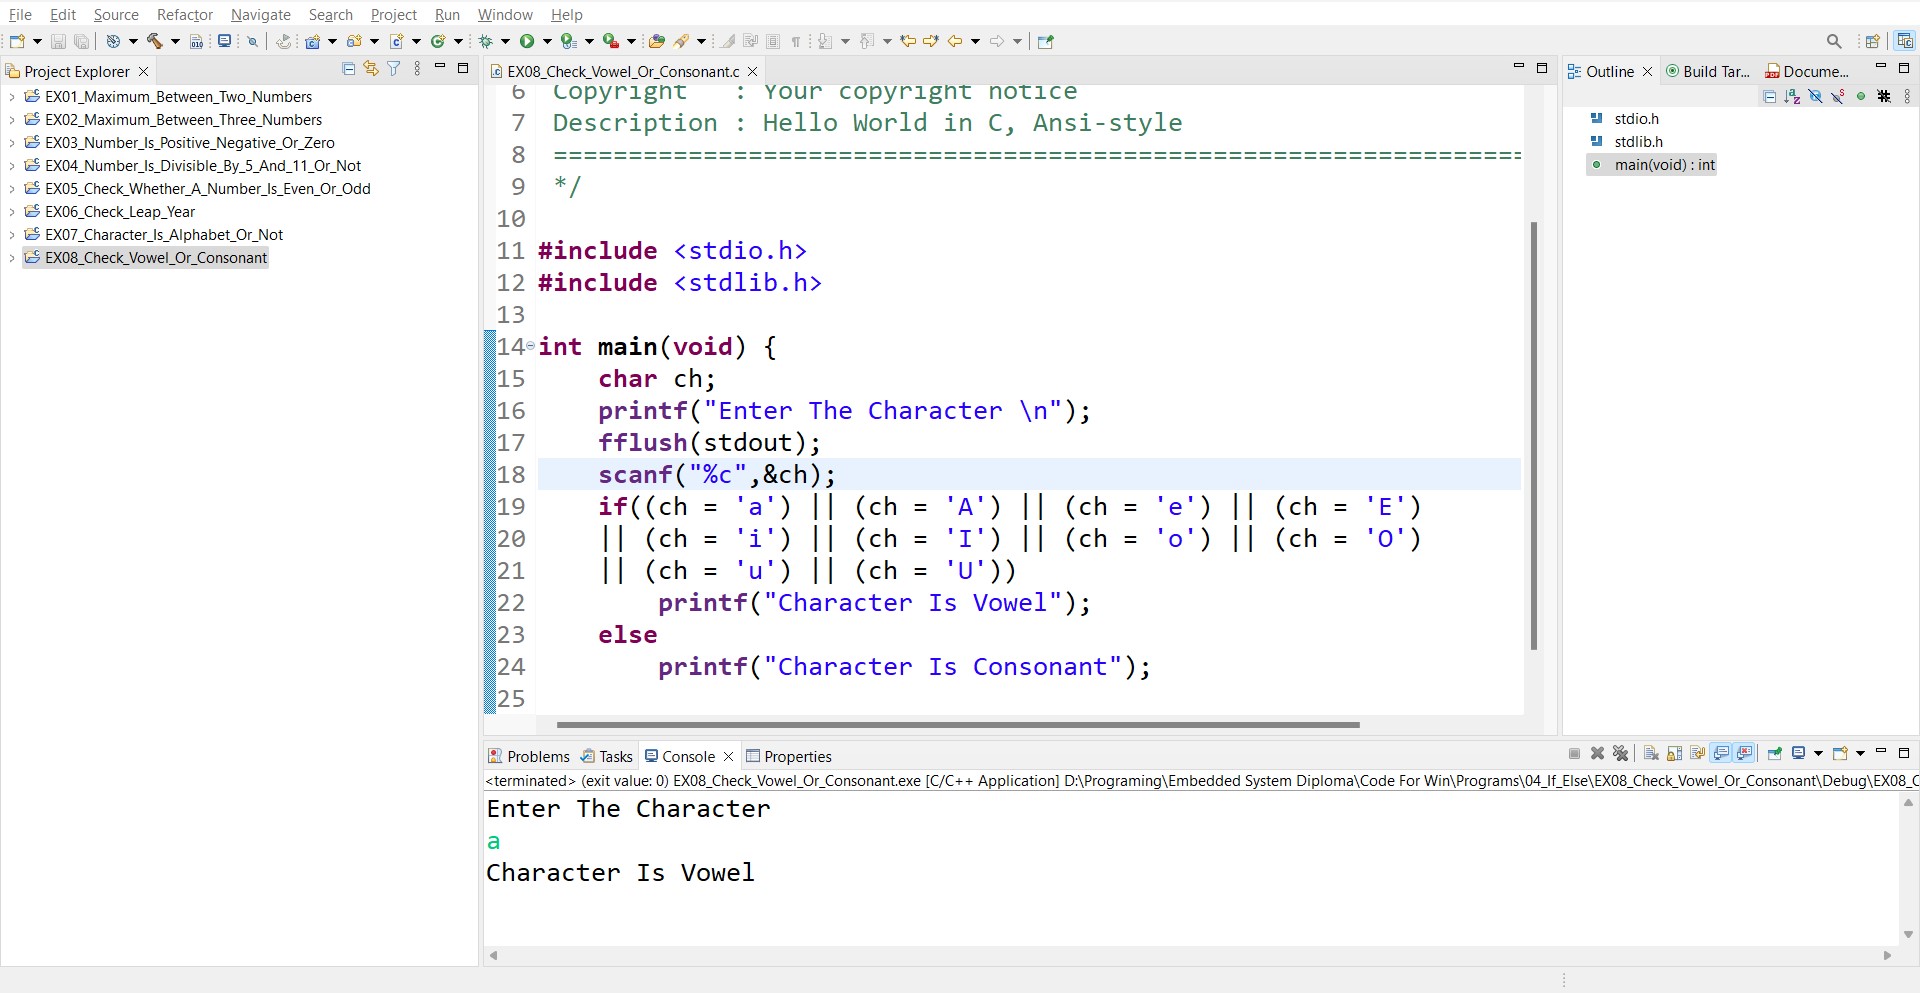 File Edit Source Refactor Navigate Search Project Run Window Help
Project Explorer
EX01_Maximum_Between_Two_Numbers
EX02_Maximum_Between_Three_Numbers
EX03_Number_Is_Positive_Negative_Or_Zero
EX04_Number_Is_Divisible_By_5_And_11_Or_Not
EX05_Check_Whether_A_Number_Is_Even_Or_Odd
EX06_Check_Leap_Year
EX07_Character_Is_Alphabet_Or_Not
EX08_Check_Vowel_Or_Consonant
EX08_Check_Vowel_Or_Consonant.c
6 Copyright   : Your copyright notice
7 Description : Hello World in C, Ansi-style
8 =================================================================
9 */
10
11 #include <stdio.h>
12 #include <stdlib.h>
13
14 int main(void) {
15     char ch;
16     printf("Enter The Character \n");
17     fflush(stdout);
18     scanf("%c",&ch);
19     if((ch = 'a') || (ch = 'A') || (ch = 'e') || (ch = 'E')
20     || (ch = 'i') || (ch = 'I') || (ch = 'o') || (ch = 'O')
21     || (ch = 'u') || (ch = 'U'))
22         printf("Character Is Vowel");
23     else
24         printf("Character Is Consonant");
25
Outline Build Tar... Docume...
stdio.h
stdlib.h
main(void) : int
Problems Tasks Console Properties
<terminated> (exit value: 0) EX08_Check_Vowel_Or_Consonant.exe [C/C++ Application] D:\Programing\Embedded System Diploma\Code For Win\Programs\04_If_Else\EX08_Check_Vowel_Or_Consonant\Debug\EX08_C
Enter The Character
a
Character Is Vowel